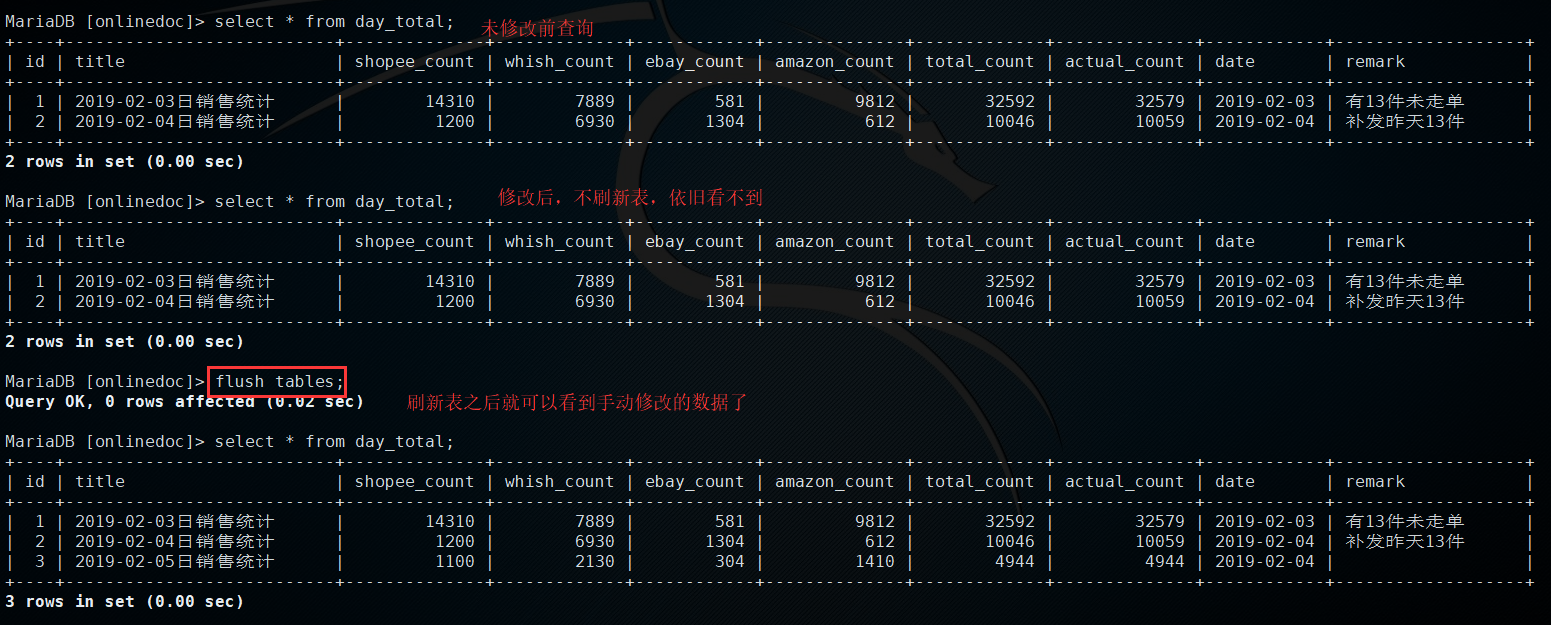 MariaDB [onlinedoc]> select * from day_total; 未修改前查询
+----+---------------------------+--------------+-------------+------------+--------------+-------------+--------------+------------+-------------------+
| id | title                     | shopee_count | whish_count | ebay_count | amazon_count | total_count | actual_count | date       | remark            |
+----+---------------------------+--------------+-------------+------------+--------------+-------------+--------------+------------+-------------------+
|  1 | 2019-02-03日销售统计      |        14310 |        7889 |        581 |         9812 |       32592 |        32579 | 2019-02-03 | 有13件未走单      |
|  2 | 2019-02-04日销售统计      |         1200 |        6930 |       1304 |          612 |       10046 |        10059 | 2019-02-04 | 补发昨天13件      |
+----+---------------------------+--------------+-------------+------------+--------------+-------------+--------------+------------+-------------------+
2 rows in set (0.00 sec)
MariaDB [onlinedoc]> select * from day_total; 修改后，不刷新表，依旧看不到
+----+---------------------------+--------------+-------------+------------+--------------+-------------+--------------+------------+-------------------+
| id | title                     | shopee_count | whish_count | ebay_count | amazon_count | total_count | actual_count | date       | remark            |
+----+---------------------------+--------------+-------------+------------+--------------+-------------+--------------+------------+-------------------+
|  1 | 2019-02-03日销售统计      |        14310 |        7889 |        581 |         9812 |       32592 |        32579 | 2019-02-03 | 有13件未走单      |
|  2 | 2019-02-04日销售统计      |         1200 |        6930 |       1304 |          612 |       10046 |        10059 | 2019-02-04 | 补发昨天13件      |
+----+---------------------------+--------------+-------------+------------+--------------+-------------+--------------+------------+-------------------+
2 rows in set (0.00 sec)
MariaDB [onlinedoc]> flush tables;
Query OK, 0 rows affected (0.02 sec) 刷新表之后就可以看到手动修改的数据了
MariaDB [onlinedoc]> select * from day_total;
+----+---------------------------+--------------+-------------+------------+--------------+-------------+--------------+------------+-------------------+
| id | title                     | shopee_count | whish_count | ebay_count | amazon_count | total_count | actual_count | date       | remark            |
+----+---------------------------+--------------+-------------+------------+--------------+-------------+--------------+------------+-------------------+
|  1 | 2019-02-03日销售统计      |        14310 |        7889 |        581 |         9812 |       32592 |        32579 | 2019-02-03 | 有13件未走单      |
|  2 | 2019-02-04日销售统计      |         1200 |        6930 |       1304 |          612 |       10046 |        10059 | 2019-02-04 | 补发昨天13件      |
|  3 | 2019-02-05日销售统计      |         1100 |        2130 |        304 |         1410 |        4944 |         4944 | 2019-02-04 |                   |
+----+---------------------------+--------------+-------------+------------+--------------+-------------+--------------+------------+-------------------+
3 rows in set (0.00 sec)